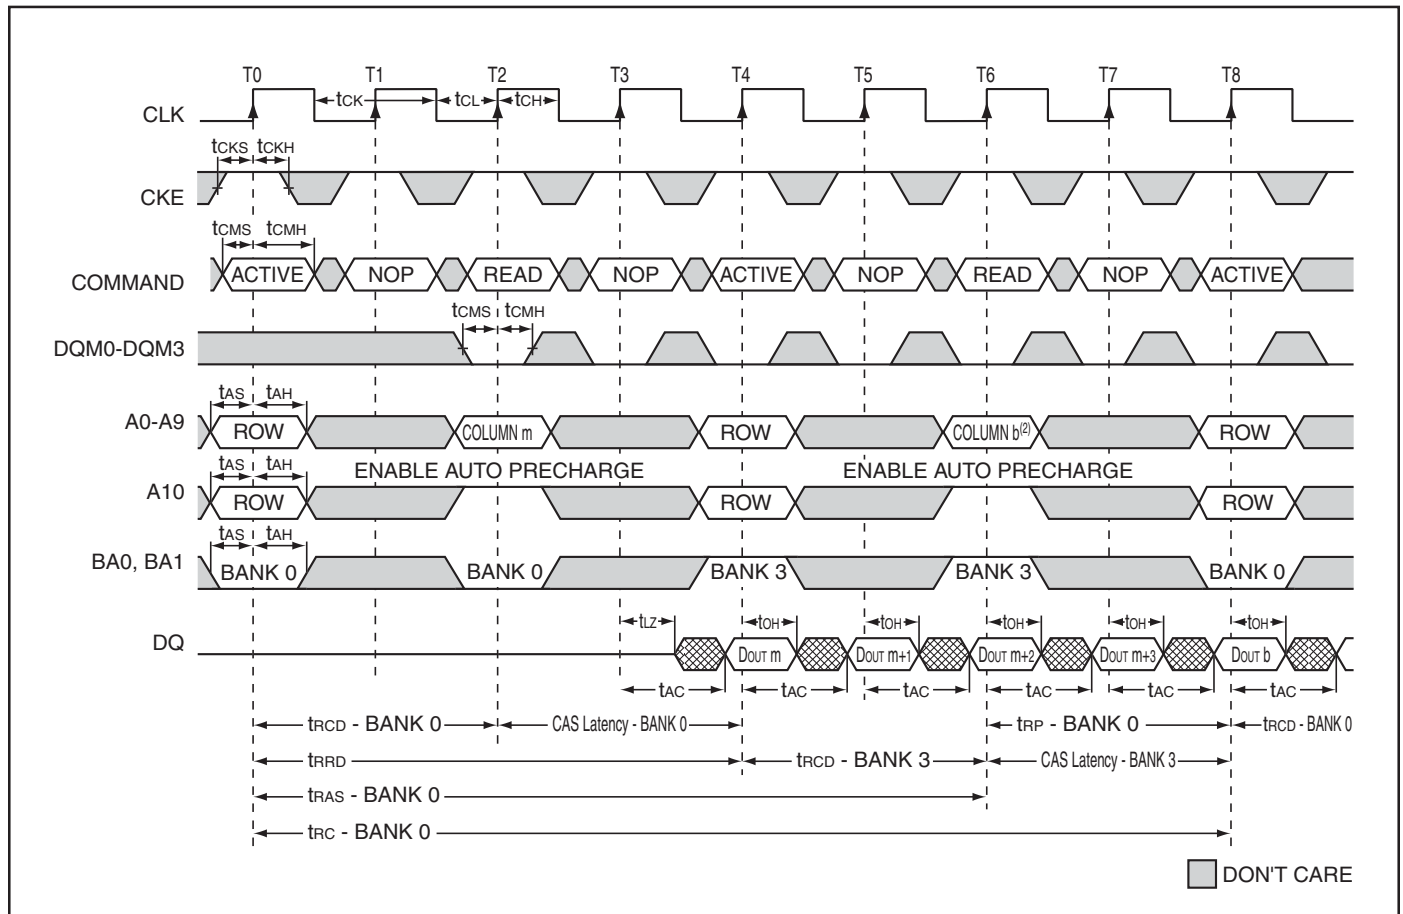 T0 T1 T2 T3 T4 T5 T6 T7 T8
tCK tCL tCH
CLK
tCKS tCKH
CKE
tCMS tCMH
COMMAND ACTIVE NOP READ NOP ACTIVE NOP READ NOP ACTIVE
tCMS tCMH
DQM0-DQM3
tAS tAH
A0-A9 ROW COLUMN m ROW COLUMN b(2) ROW
tAS tAH ENABLE AUTO PRECHARGE ENABLE AUTO PRECHARGE
A10 ROW ROW ROW
tAS tAH
BA0, BA1 BANK 0 BANK 0 BANK 3 BANK 3 BANK 0
tLZ tOH tOH tOH tOH tOH
DQ DOUT m DOUT m+1 DOUT m+2 DOUT m+3 DOUT b
tAC tAC tAC tAC tAC tAC
tRCD - BANK 0 CAS Latency - BANK 0 tRP - BANK 0 tRCD - BANK 0
tRRD tRCD - BANK 3 CAS Latency - BANK 3
tRAS - BANK 0
tRC - BANK 0
DON'T CARE